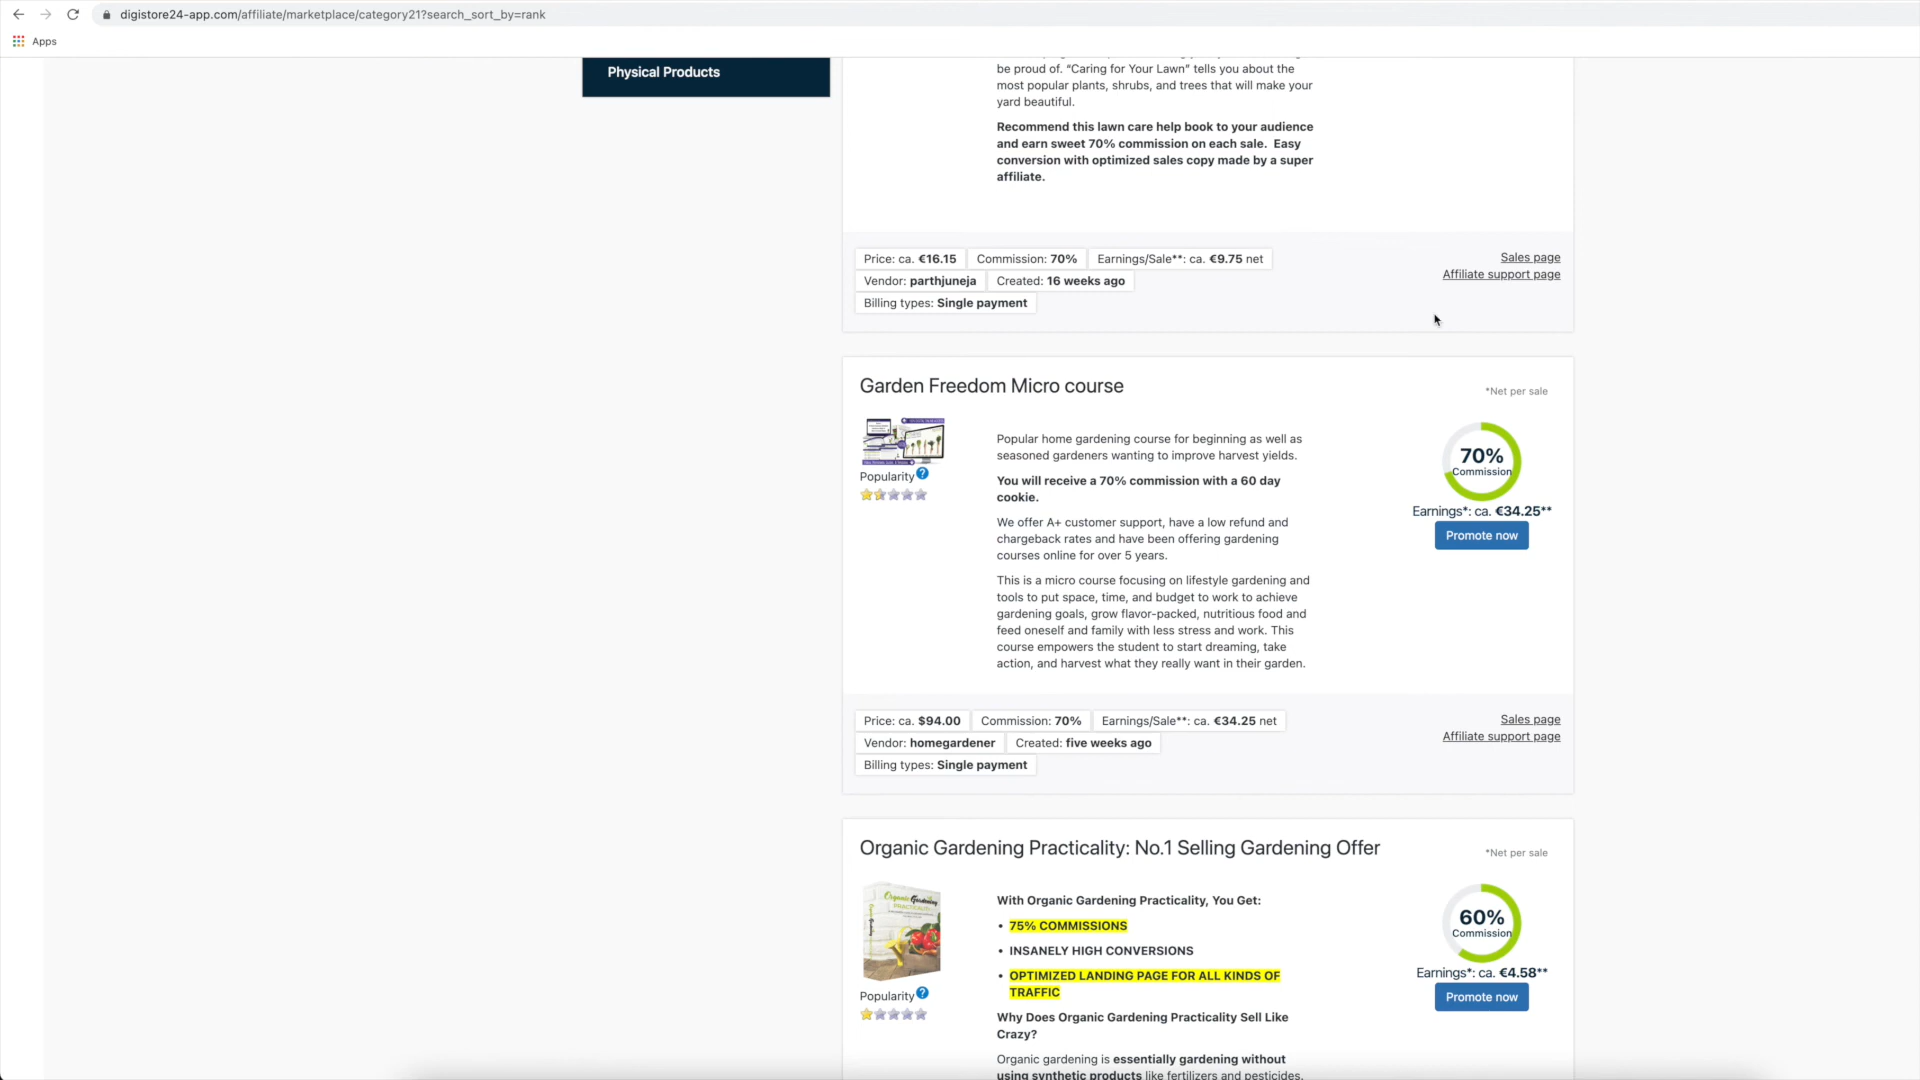 digistore24-app.com/affiliate/marketplace/category21?search_sort_by=rank
Apps
Physical Products
be proud of. “Caring for Your Lawn” tells you about the
most popular plants, shrubs, and trees that will make your
yard beautiful.
Recommend this lawn care help book to your audience
and earn sweet 70% commission on each sale.  Easy
conversion with optimized sales copy made by a super
affiliate.
Price: ca. €16.15 Commission: 70% Earnings/Sale**: ca. €9.75 net
Vendor: parthjuneja Created: 16 weeks ago
Billing types: Single payment
Sales page
Affiliate support page
Garden Freedom Micro course
*Net per sale
Popularity ?
Popular home gardening course for beginning as well as
seasoned gardeners wanting to improve harvest yields.
You will receive a 70% commission with a 60 day
cookie.
We offer A+ customer support, have a low refund and
chargeback rates and have been offering gardening
courses online for over 5 years.
This is a micro course focusing on lifestyle gardening and
tools to put space, time, and budget to work to achieve
gardening goals, grow flavor-packed, nutritious food and
feed oneself and family with less stress and work. This
course empowers the student to start dreaming, take
action, and harvest what they really want in their garden.
70%
Commission
Earnings*: ca. €34.25**
Promote now
Price: ca. $94.00 Commission: 70% Earnings/Sale**: ca. €34.25 net
Vendor: homegardener Created: five weeks ago
Billing types: Single payment
Sales page
Affiliate support page
Organic Gardening Practicality: No.1 Selling Gardening Offer
*Net per sale
Organic Gardening
PRACTICALITY
Popularity ?
With Organic Gardening Practicality, You Get:
• 75% COMMISSIONS
• INSANELY HIGH CONVERSIONS
• OPTIMIZED LANDING PAGE FOR ALL KINDS OF
TRAFFIC
Why Does Organic Gardening Practicality Sell Like
Crazy?
Organic gardening is essentially gardening without
using synthetic products like fertilizers and pesticides.
60%
Commission
Earnings*: ca. €4.58**
Promote now